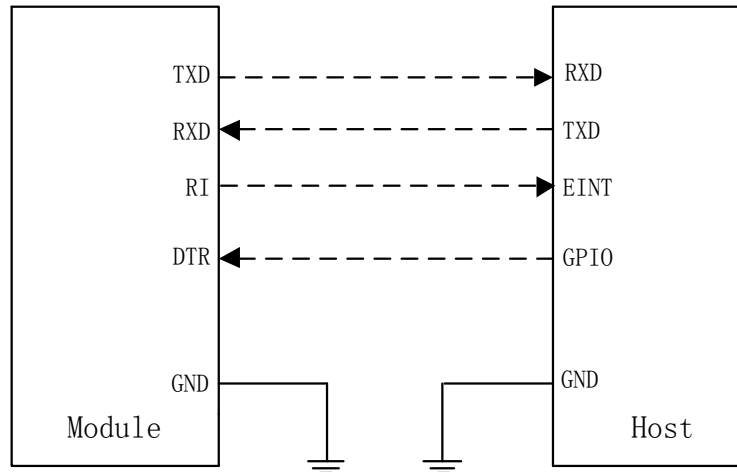 TXD RXD
RXD TXD
RI EINT
DTR GPIO
GND GND
Module Host